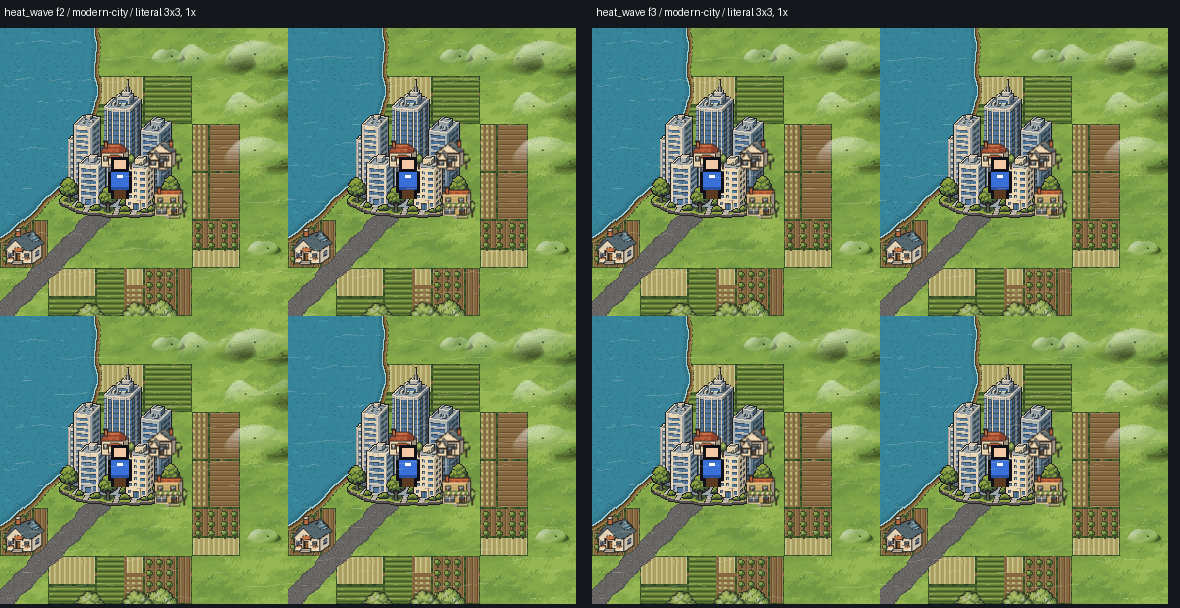 heat_wave f2 / modern-city / literal 3x3, 1x
heat_wave f3 / modern-city / literal 3x3, 1x